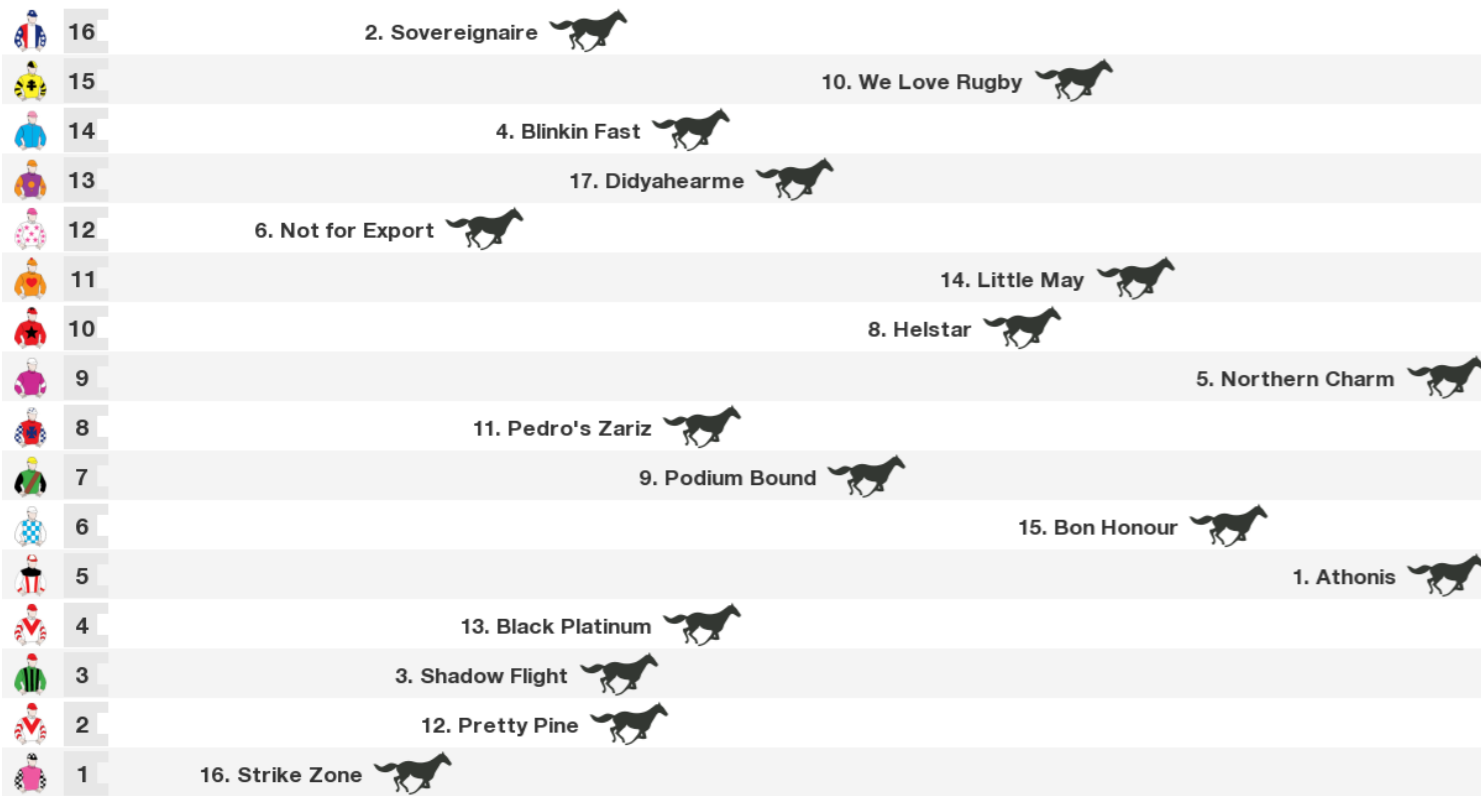 16 2. Sovereignaire
15 10. We Love Rugby
14 4. Blinkin Fast
13 17. Didyahearme
12 6. Not for Export
11 14. Little May
10 8. Helstar
9 5. Northern Charm
8 11. Pedro's Zariz
7 9. Podium Bound
6 15. Bon Honour
5 1. Athonis
4 13. Black Platinum
3 3. Shadow Flight
2 12. Pretty Pine
1 16. Strike Zone